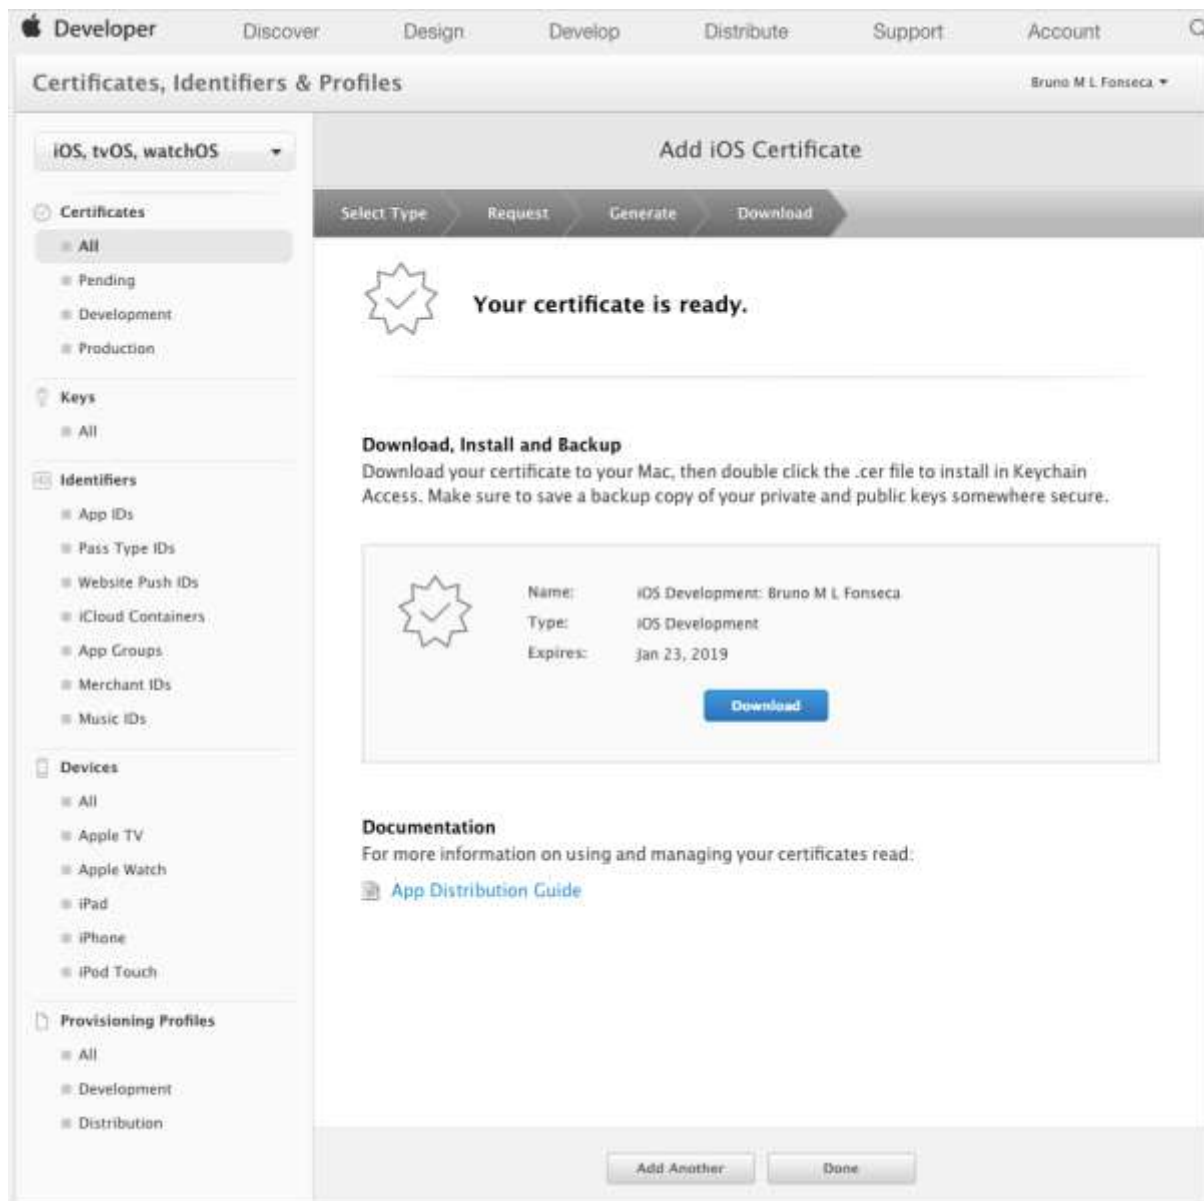 Developer Discover Design Develop Distribute Support Account
Certificates, Identifiers & Profiles
Bruno M L Fonseca
iOS, tvOS, watchOS
Certificates
All
Pending
Development
Production
Keys
All
Identifiers
App IDs
Pass Type IDs
Website Push IDs
iCloud Containers
App Groups
Merchant IDs
Music IDs
Devices
All
Apple TV
Apple Watch
iPad
iPhone
iPod Touch
Provisioning Profiles
All
Development
Distribution
Add iOS Certificate
Select Type Request Generate Download
Your certificate is ready.
Download, Install and Backup
Download your certificate to your Mac, then double click the .cer file to install in Keychain
Access. Make sure to save a backup copy of your private and public keys somewhere secure.
Name: iOS Development: Bruno M L Fonseca
Type: iOS Development
Expires: Jan 23, 2019
Download
Documentation
For more information on using and managing your certificates read:
App Distribution Guide
Add Another Done